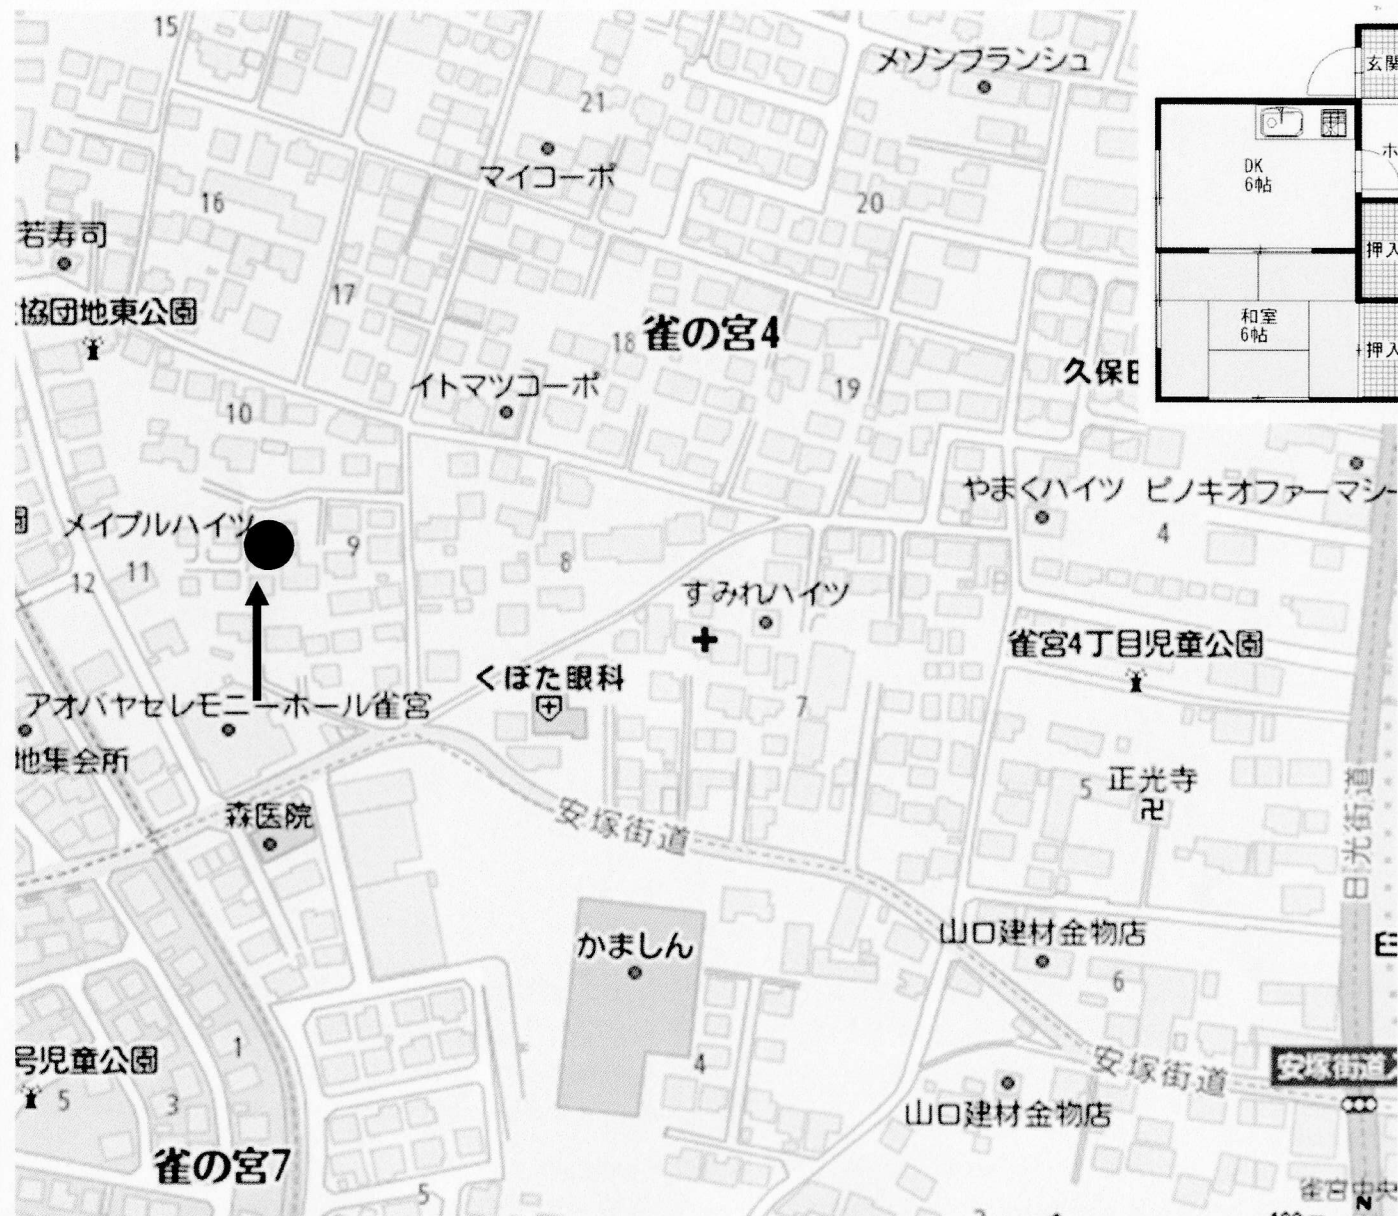 15
メゾンフランシュ
21
玄関
マイコーポ
DK
6帖
16
20
若寿司
押入
協団地東公園
17
18
雀の宮4
和室
6帖
押入
イトマツコーポ
19
久保
10
やまくハイツ
ピノキオファーマシー
メイプルハイツ
9
8
4
12
11
すみれハイツ
雀宮4丁目児童公園
くぼた眼科
アオバヤセレモニーホール雀宮
7
地集会所
正光寺
5
日光街道
森医院
安塚街道
かましん
山口建材金物店
6
1
号児童公園
5
3
4
安塚街道
安塚街道
山口建材金物店
雀の宮7
5
雀宮中央
N